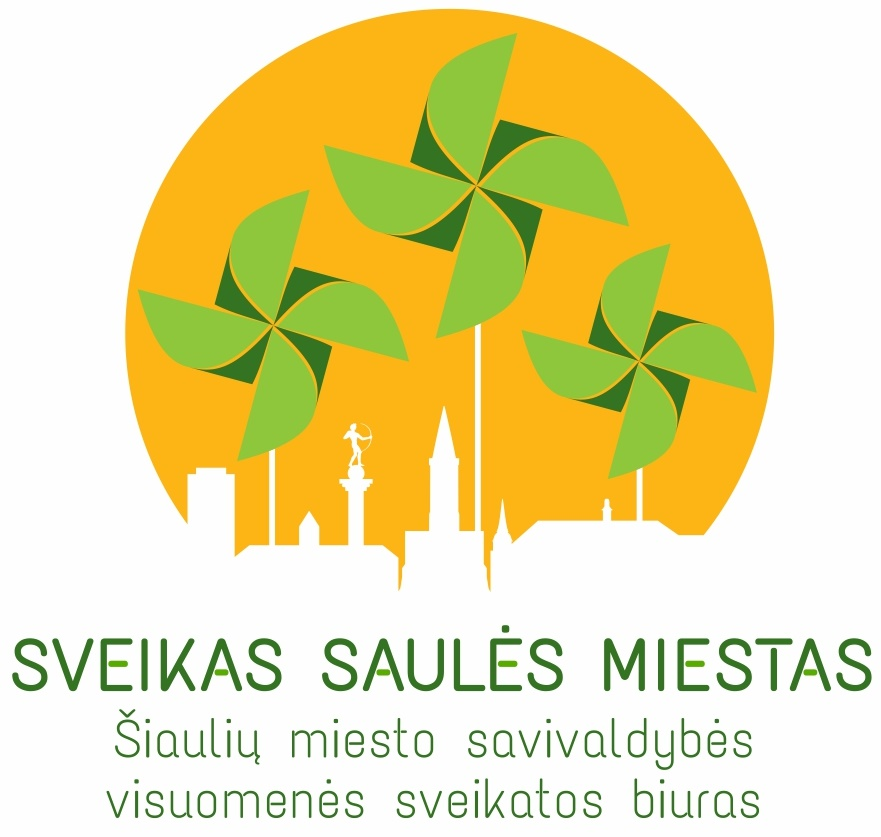 SVEIKAS SAULĖS MIESTAS
Šiaulių miesto savivaldybės
visuomenės sveikatos biuras